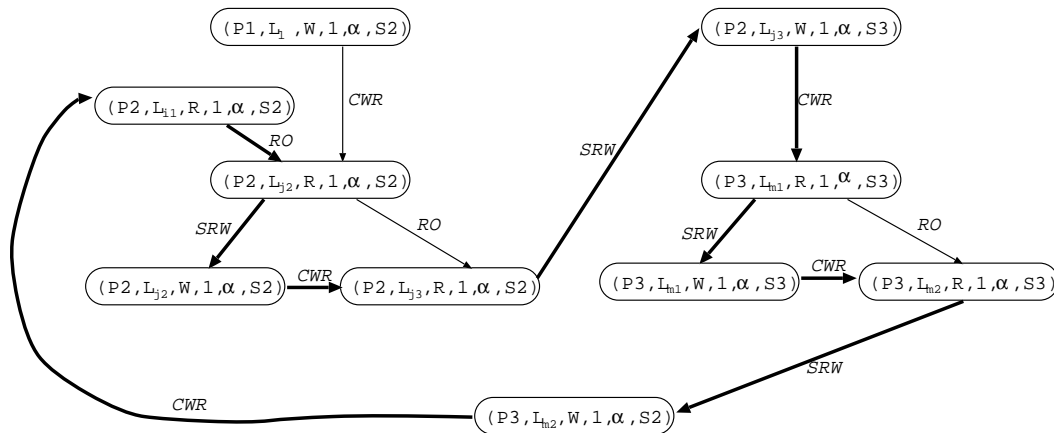 (P1,L₁ ,W,1,α,S2)
(P2,Lⱼ₃,W,1,α,S3)
CWR
CWR
(P2,Lᵢ₁,R,1,α,S2)
RO
SRW
(P2,Lⱼ₂,R,1,α,S2)
(P3,Lₘ₁,R,1,α,S3)
SRW
RO
SRW
RO
(P2,Lⱼ₂,W,1,α,S2)
CWR
(P2,Lⱼ₃,R,1,α,S2)
(P3,Lₘ₁,W,1,α,S3)
CWR
(P3,Lₘ₂,R,1,α,S3)
SRW
CWR
(P3,Lₘ₂,W,1,α,S2)